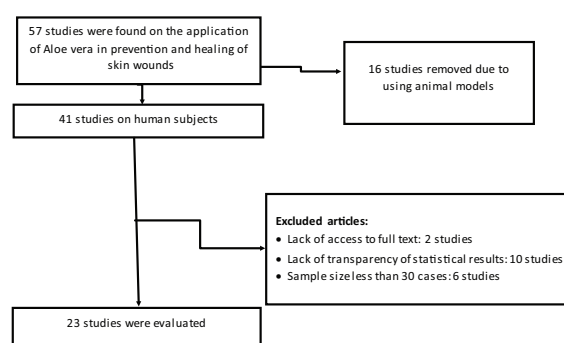 57 studies were found on the application
of Aloe vera in prevention and healing of
skin wounds
16 studies removed due to
using animal models
41 studies on human subjects
Excluded articles:
• Lack of access to full text: 2 studies
• Lack of transparency of statistical results: 10 studies
• Sample size less than 30 cases: 6 studies
23 studies were evaluated